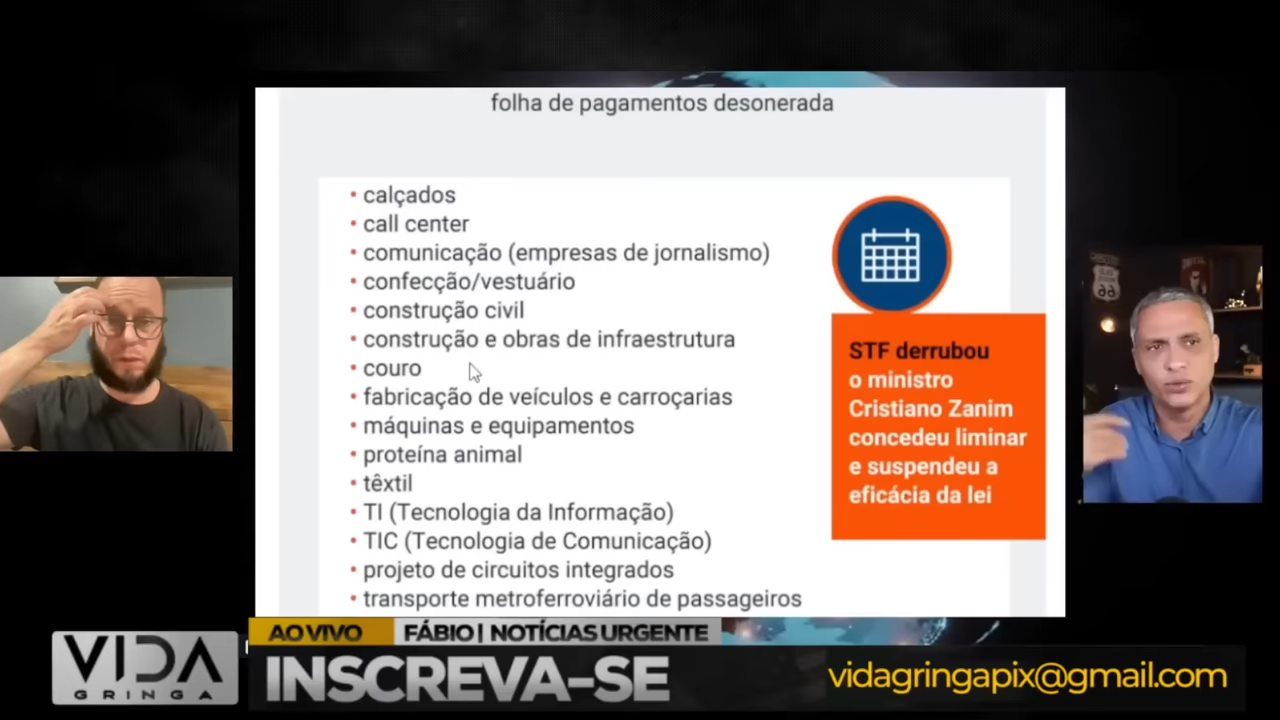 folha de pagamentos desonerada
• calçados
• call center
• comunicação (empresas de jornalismo)
• confecção/vestuário
• construção civil
• construção e obras de infraestrutura
• couro
• fabricação de veículos e carroçarias
• máquinas e equipamentos
• proteína animal
• têxtil
• TI (Tecnologia da Informação)
• TIC (Tecnologia de Comunicação)
• projeto de circuitos integrados
• transporte metroferroviário de passageiros
STF derrubou
o ministro
Cristiano Zanim
concedeu liminar
e suspendeu a
eficácia da lei
66
AO VIVO
FÁBIO | NOTÍCIAS URGENTE
VIDA
GRINGA
INSCREVA-SE
vidagringapix@gmail.com